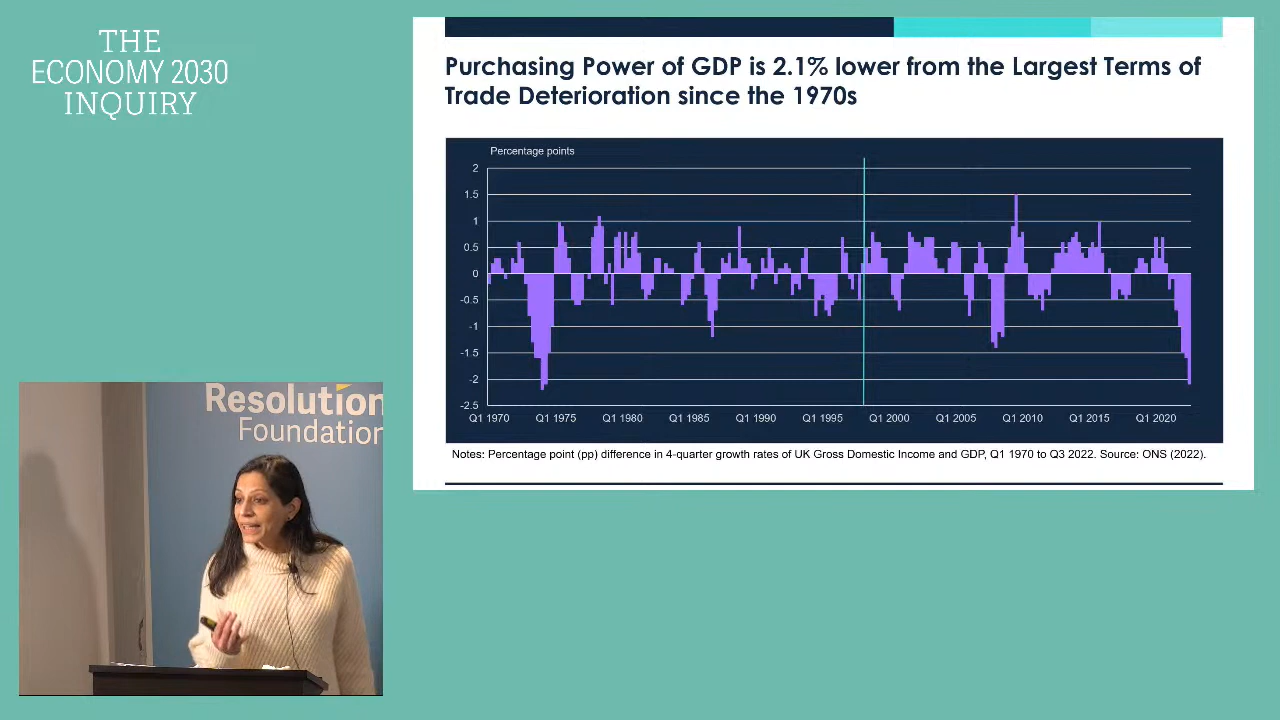 THE
ECONOMY 2030
INQUIRY
Purchasing Power of GDP is 2.1% lower from the Largest Terms of
Trade Deterioration since the 1970s
Percentage points
2
1.5
1
0.5
0
-0.5
-1
-1.5
-2
-2.5
Q1 1970 Q1 1975 Q1 1980 Q1 1985 Q1 1990 Q1 1995 Q1 2000 Q1 2005 Q1 2010 Q1 2015 Q1 2020
Notes: Percentage point (pp) difference in 4-quarter growth rates of UK Gross Domestic Income and GDP, Q1 1970 to Q3 2022. Source: ONS (2022).
Resolution
Foundation